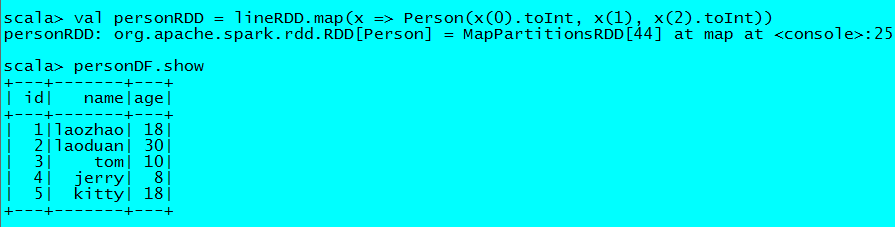 scala> val personRDD = lineRDD.map(x => Person(x(0).toInt, x(1), x(2).toInt))
personRDD: org.apache.spark.rdd.RDD[Person] = MapPartitionsRDD[44] at map at <console>:25
scala> personDF.show
+---+-------+---+
| id|   name|age|
+---+-------+---+
|  1|laozhao| 18|
|  2|laoduan| 30|
|  3|    tom| 10|
|  4|  jerry|  8|
|  5|  kitty| 18|
+---+-------+---+